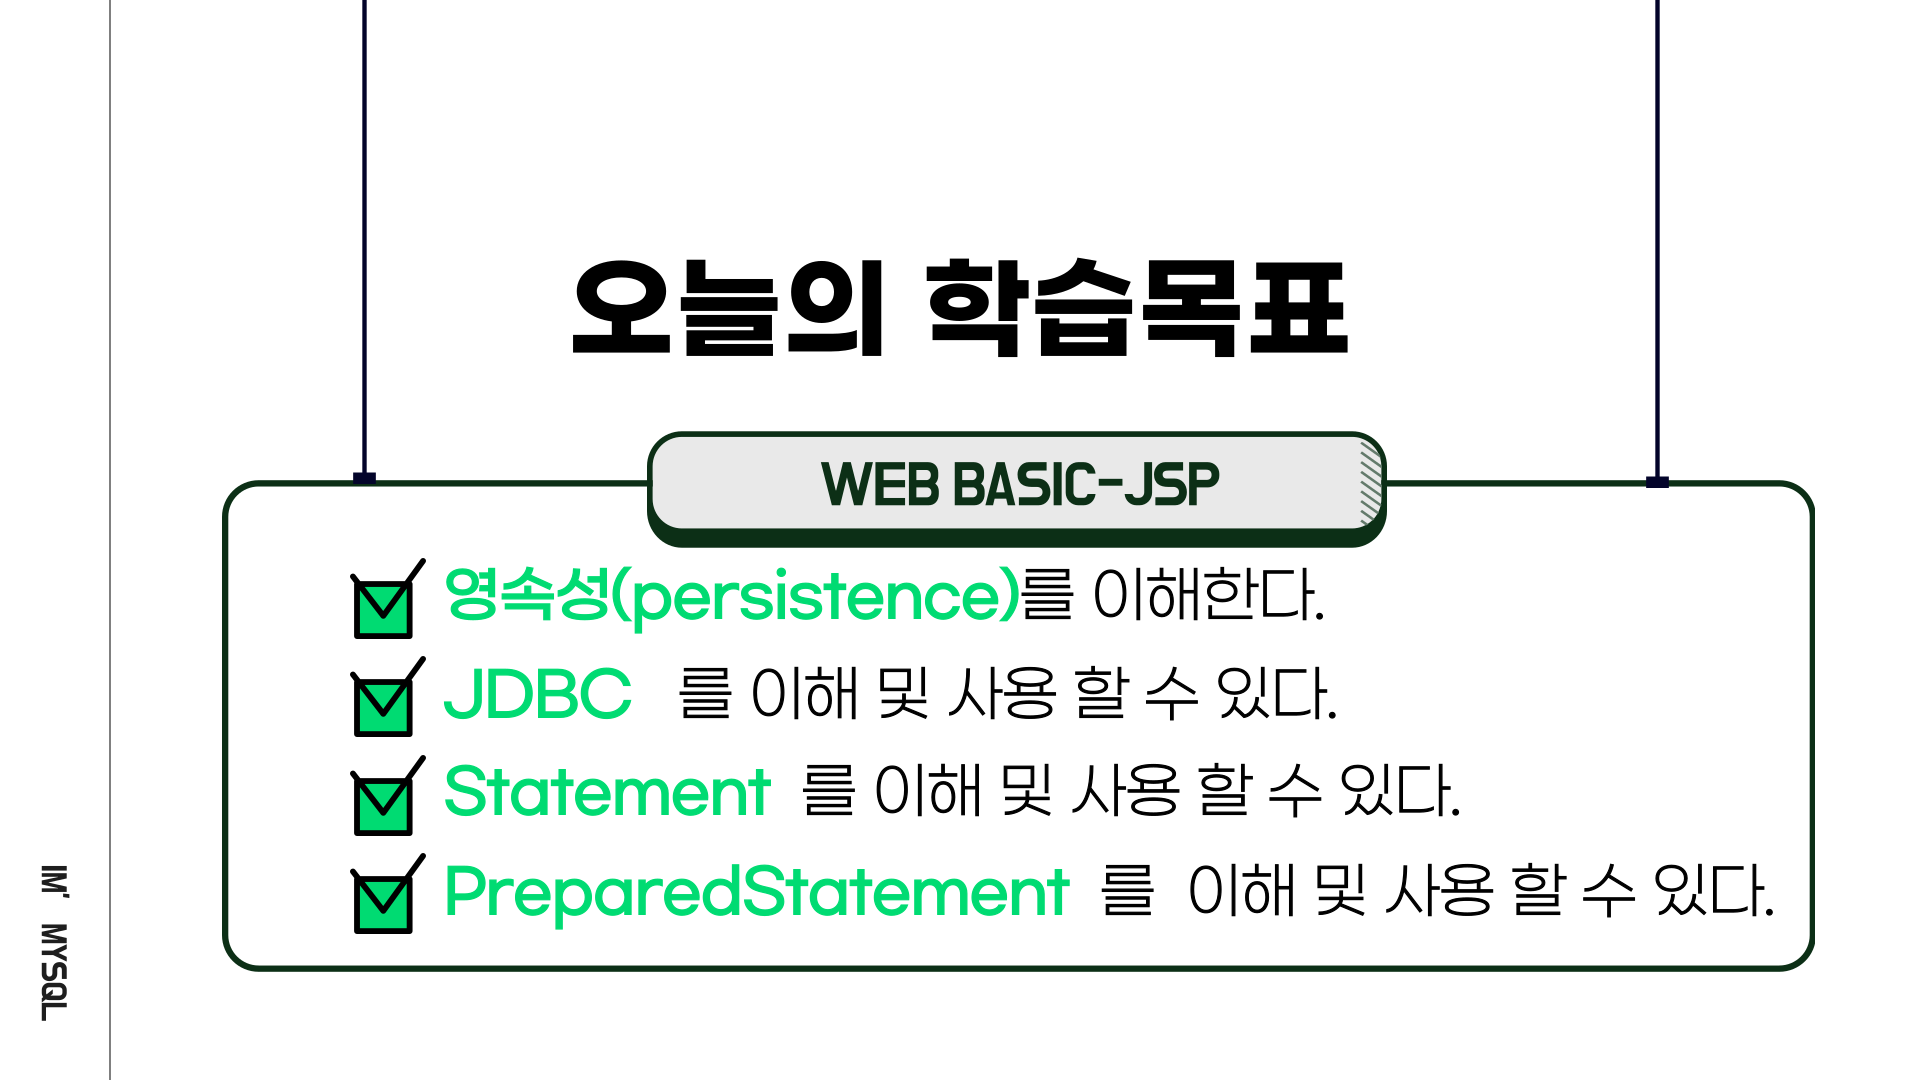 오늘의 학습목표
WEB BASIC-JSP
영속성(persistence)를 이해한다.
JDBC 를 이해 및 사용 할 수 있다.
Statement 를 이해 및 사용 할 수 있다.
PreparedStatement 를 이해 및 사용 할 수 있다.
IM' MYSQL